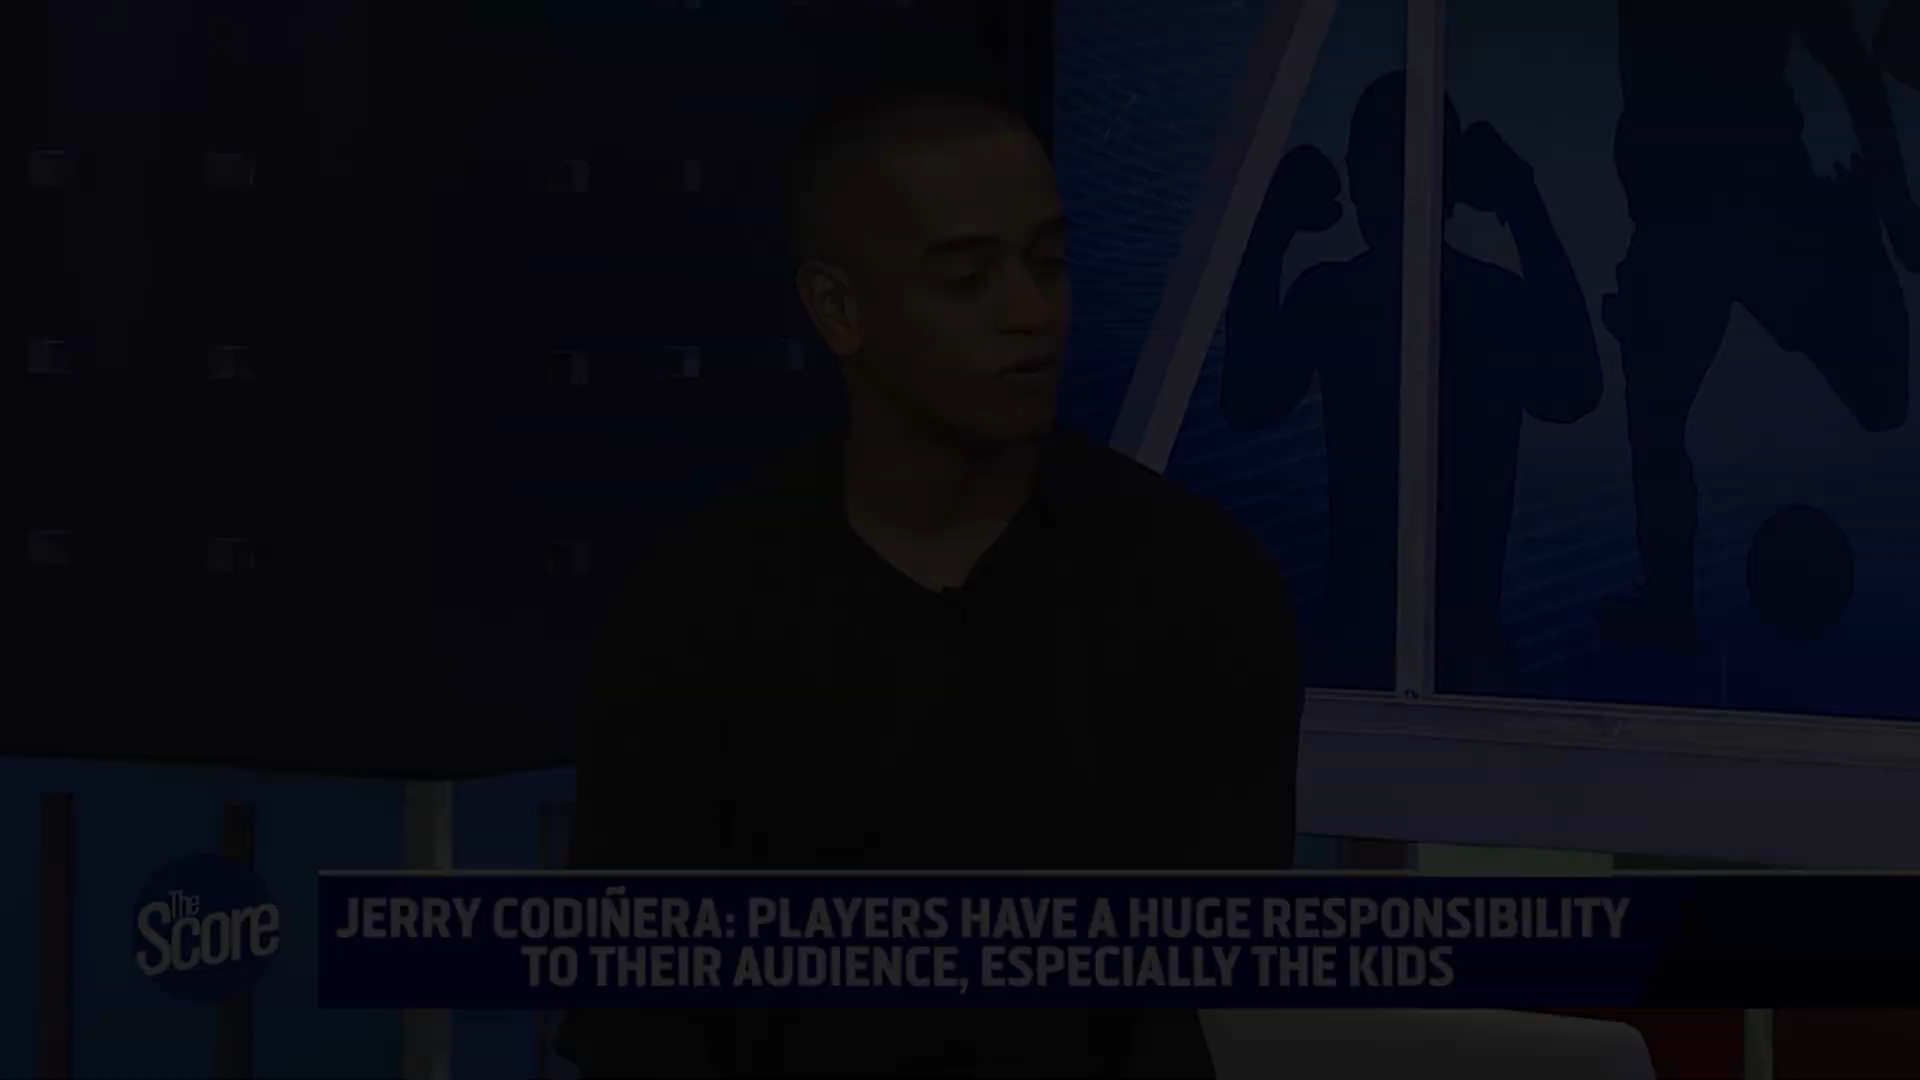 The
Score
JERRY CODIÑERA: PLAYERS HAVE A HUGE RESPONSIBILITY
TO THEIR AUDIENCE, ESPECIALLY THE KIDS